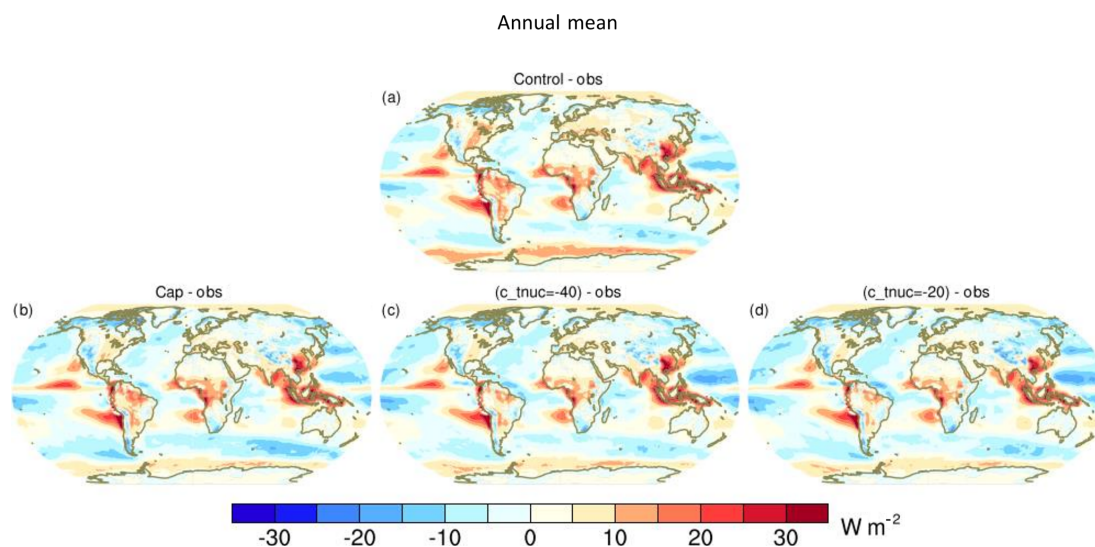 Annual mean
Control - obs
(a)
Cap - obs
(b)
(c_tnuc=-40) - obs
(c)
(c_tnuc=-20) - obs
(d)
-30 -20 -10 0 10 20 30 W m-2